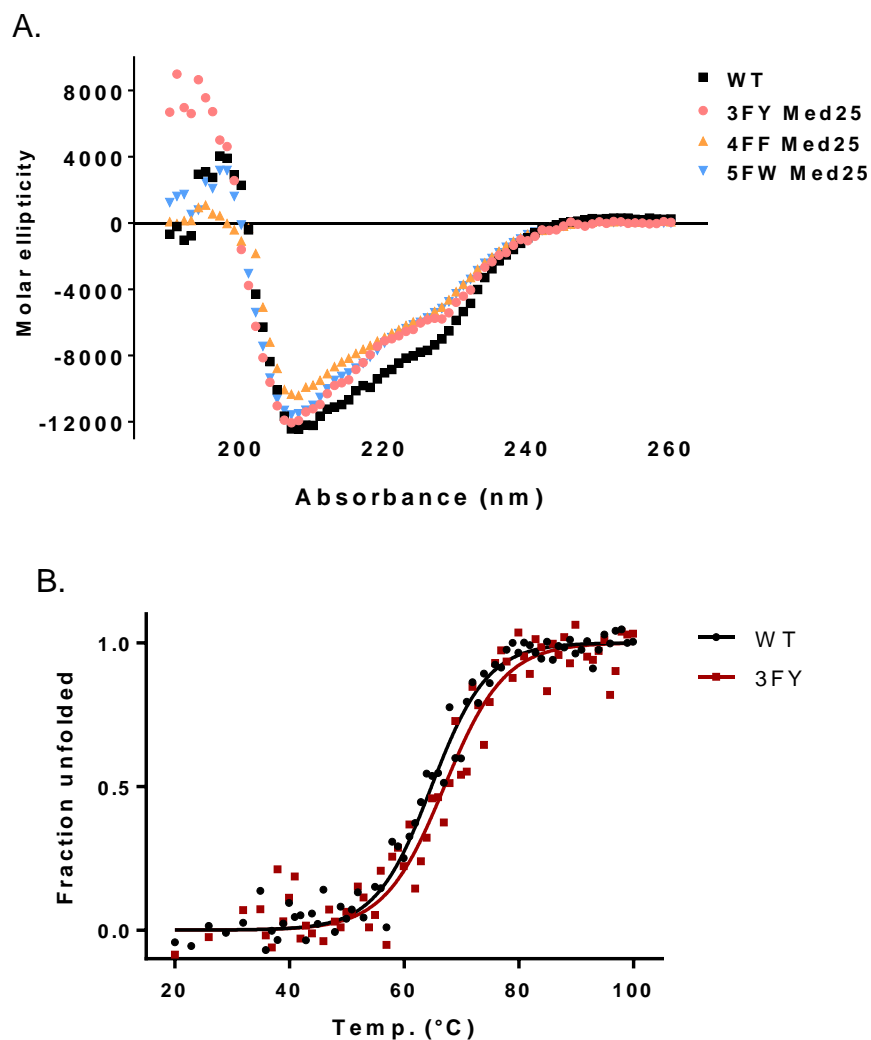 A.
8000
4000
0
-4000
-8000
-12000
Molar ellipticity
200 220 240 260
Absorbance (nm)
WT
3FY Med25
4FF Med25
5FW Med25
B.
1.0
0.5
0.0
Fraction unfolded
20 40 60 80 100
Temp. (°C)
WT
3FY